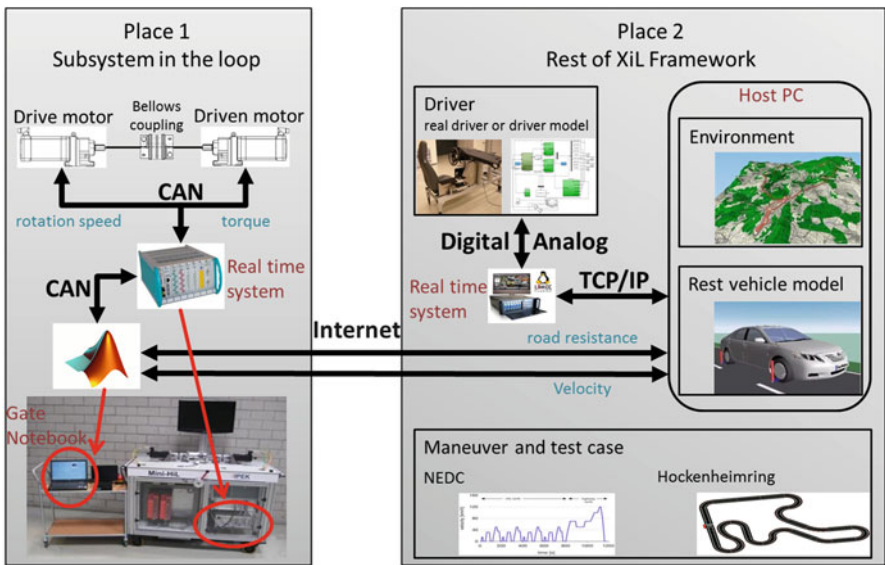 Place 1
Subsystem in the loop
Drive motor
Bellows
coupling
Driven motor
CAN
rotation speed
torque
Real time
system
CAN
Gate
Notebook
Mini-HiL
IPEK
Internet
Place 2
Rest of XiL Framework
Driver
real driver or driver model
Digital
Analog
Real time
system
TCP/IP
Host PC
Environment
Rest vehicle model
road resistance
Velocity
Maneuver and test case
NEDC
Hockenheimring